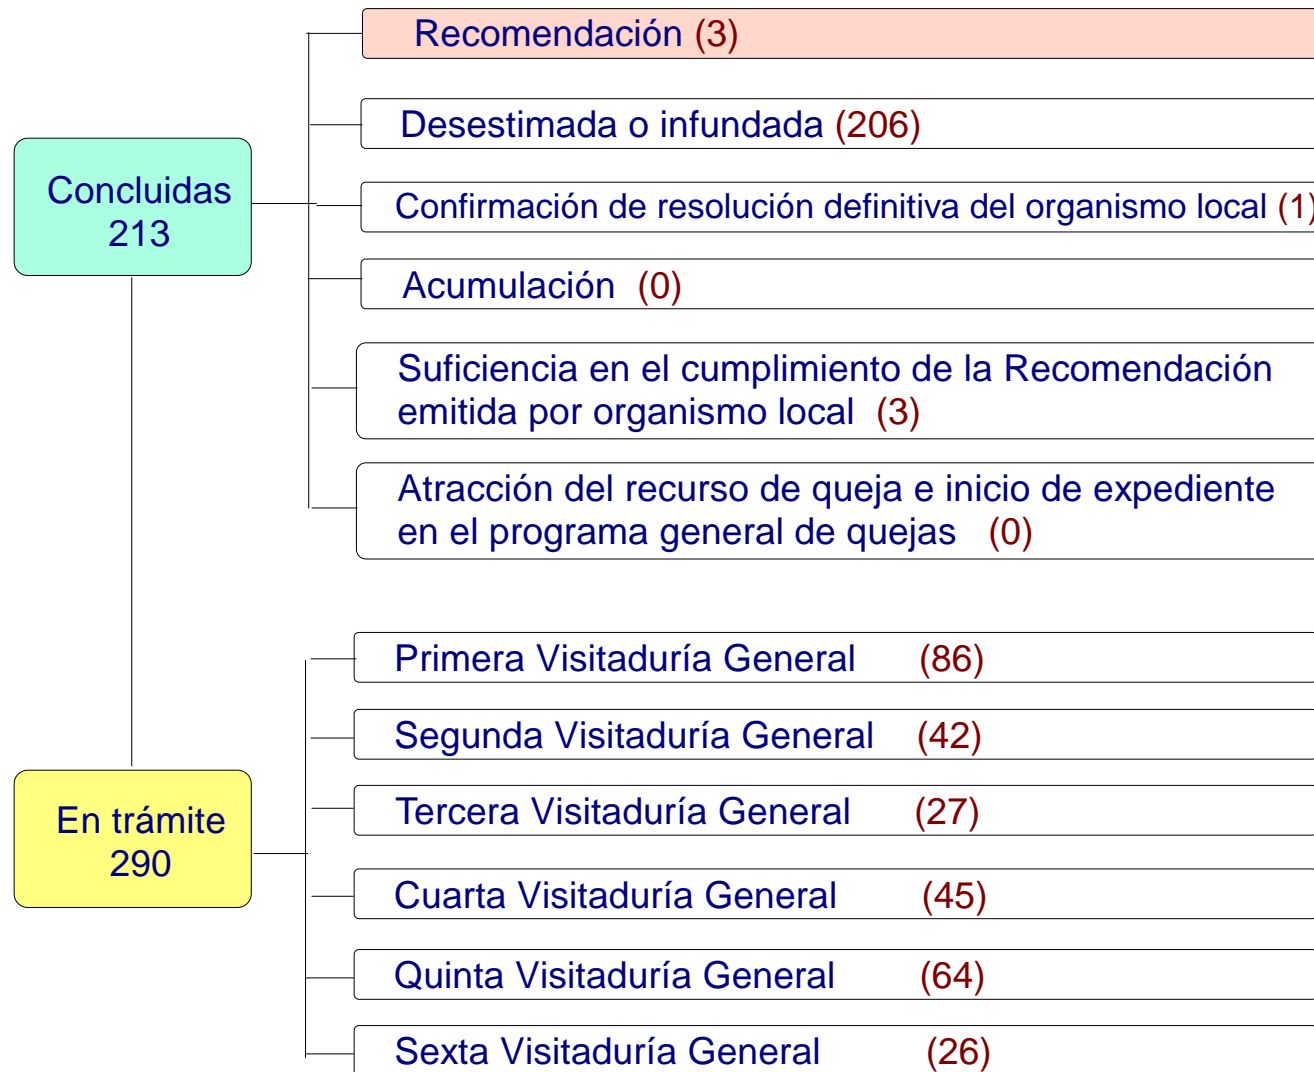 Concluidas
213
Recomendación (3)
Desestimada o infundada (206)
Confirmación de resolución definitiva del organismo local (1)
Acumulación (0)
Suficiencia en el cumplimiento de la Recomendación
emitida por organismo local (3)
Atracción del recurso de queja e inicio de expediente
en el programa general de quejas (0)
En trámite
290
Primera Visitaduría General (86)
Segunda Visitaduría General (42)
Tercera Visitaduría General (27)
Cuarta Visitaduría General (45)
Quinta Visitaduría General (64)
Sexta Visitaduría General (26)